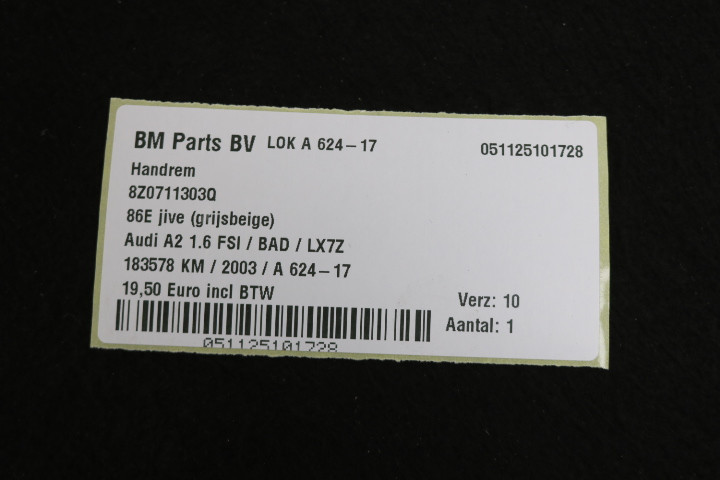 BM Parts BV LOK A 624-17 051125101728
Handrem
8Z0711303Q
86E jive (grijsbeige)
Audi A2 1.6 FSI / BAD / LX7Z
183578 KM / 2003 / A 624-17
19,50 Euro incl BTW
Verz: 10
Aantal: 1
051125101728